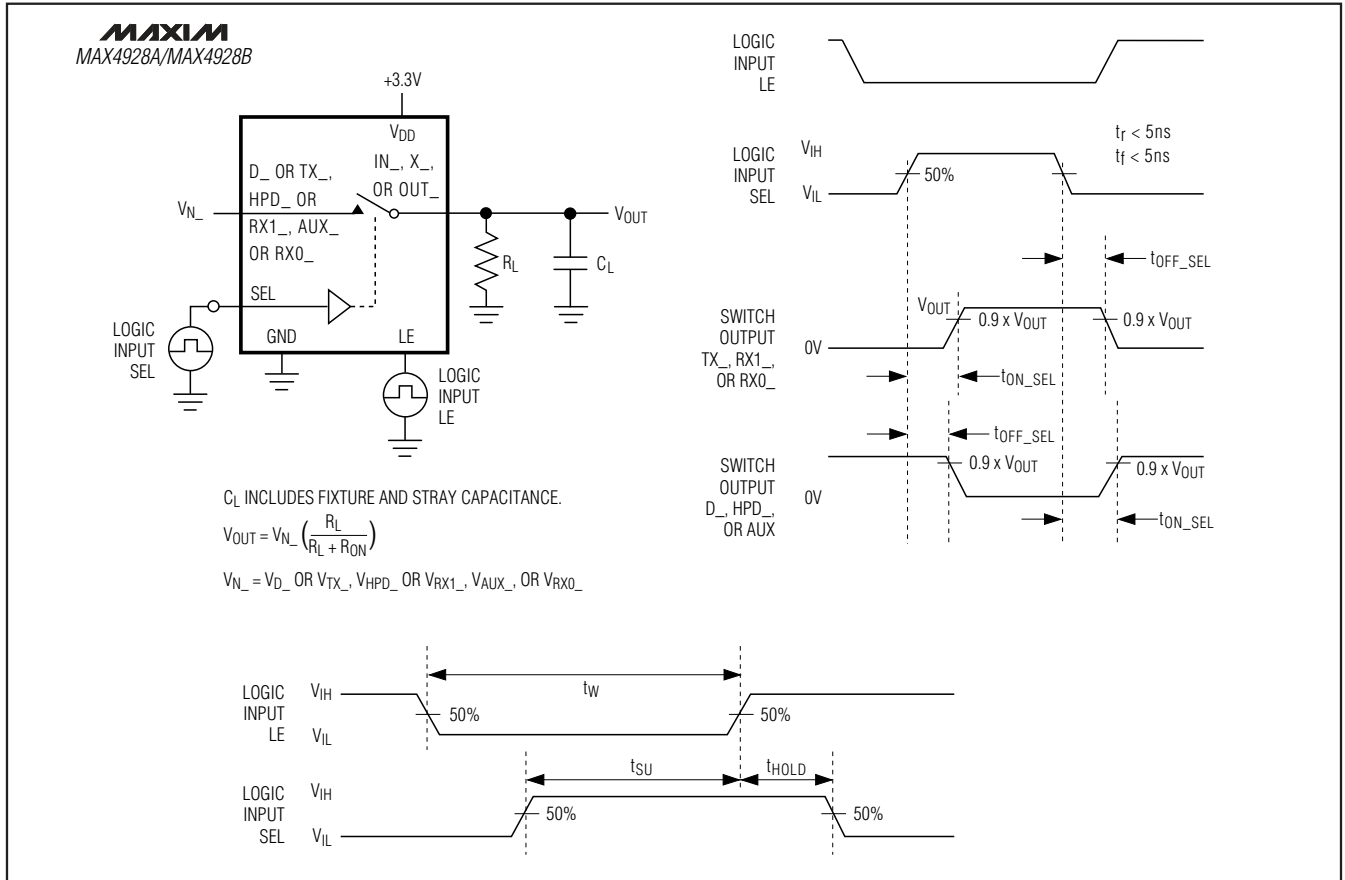 MAXIM
MAX4928A/MAX4928B
+3.3V
VDD
D_ OR TX_,
HPD_ OR
RX1_, AUX_
OR RX0_
IN_, X_,
OR OUT_
VN_
VOUT
RL
CL
SEL
LOGIC
INPUT
SEL
GND
LE
LOGIC
INPUT
LE
CL INCLUDES FIXTURE AND STRAY CAPACITANCE.
VOUT = VN_ (RL / RL + RON)
VN_ = VD_ OR VTX_, VHPD_ OR VRX1_, VAUX_, OR VRX0_
LOGIC
INPUT
LE
LOGIC
INPUT
SEL
VIH
VIL
50%
tr < 5ns
tf < 5ns
tOFF_SEL
SWITCH
OUTPUT
TX_, RX1_,
OR RX0_
VOUT
0V
0.9 x VOUT
0.9 x VOUT
tON_SEL
tOFF_SEL
SWITCH
OUTPUT
D_, HPD_,
OR AUX
0V
0.9 x VOUT
0.9 x VOUT
tON_SEL
LOGIC
INPUT
LE
VIH
VIL
tW
50%
50%
tSU
tHOLD
LOGIC
INPUT
SEL
VIH
VIL
50%
50%